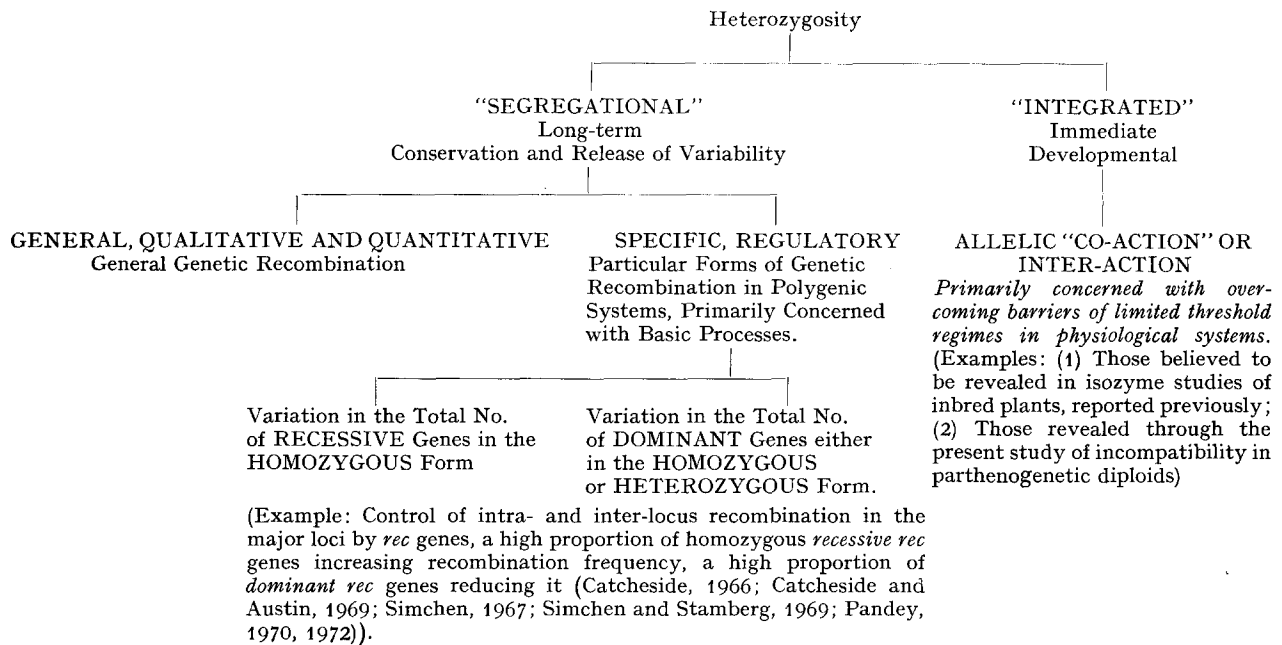 Heterozygosity
"SEGREGATIONAL"
Long-term
Conservation and Release of Variability
"INTEGRATED"
Immediate
Developmental
GENERAL, QUALITATIVE AND QUANTITATIVE
General Genetic Recombination
SPECIFIC, REGULATORY
Particular Forms of Genetic
Recombination in Polygenic
Systems, Primarily Concerned
with Basic Processes.
ALLELIC "CO-ACTION" OR
INTER-ACTION
Primarily concerned with over-
coming barriers of limited threshold
regimes in physiological systems.
(Examples: (1) Those believed to
be revealed in isozyme studies of
inbred plants, reported previously;
(2) Those revealed through the
present study of incompatibility in
parthenogenetic diploids)
Variation in the Total No.
of RECESSIVE Genes in the
HOMOZYGOUS Form
Variation in the Total No.
of DOMINANT Genes either
in the HOMOZYGOUS
or HETEROZYGOUS Form.
(Example: Control of intra- and inter-locus recombination in the
major loci by rec genes, a high proportion of homozygous recessive rec
genes increasing recombination frequency, a high proportion of
dominant rec genes reducing it (Catcheside, 1966; Catcheside and
Austin, 1969; Simchen, 1967; Simchen and Stamberg, 1969; Pandey,
1970, 1972)).